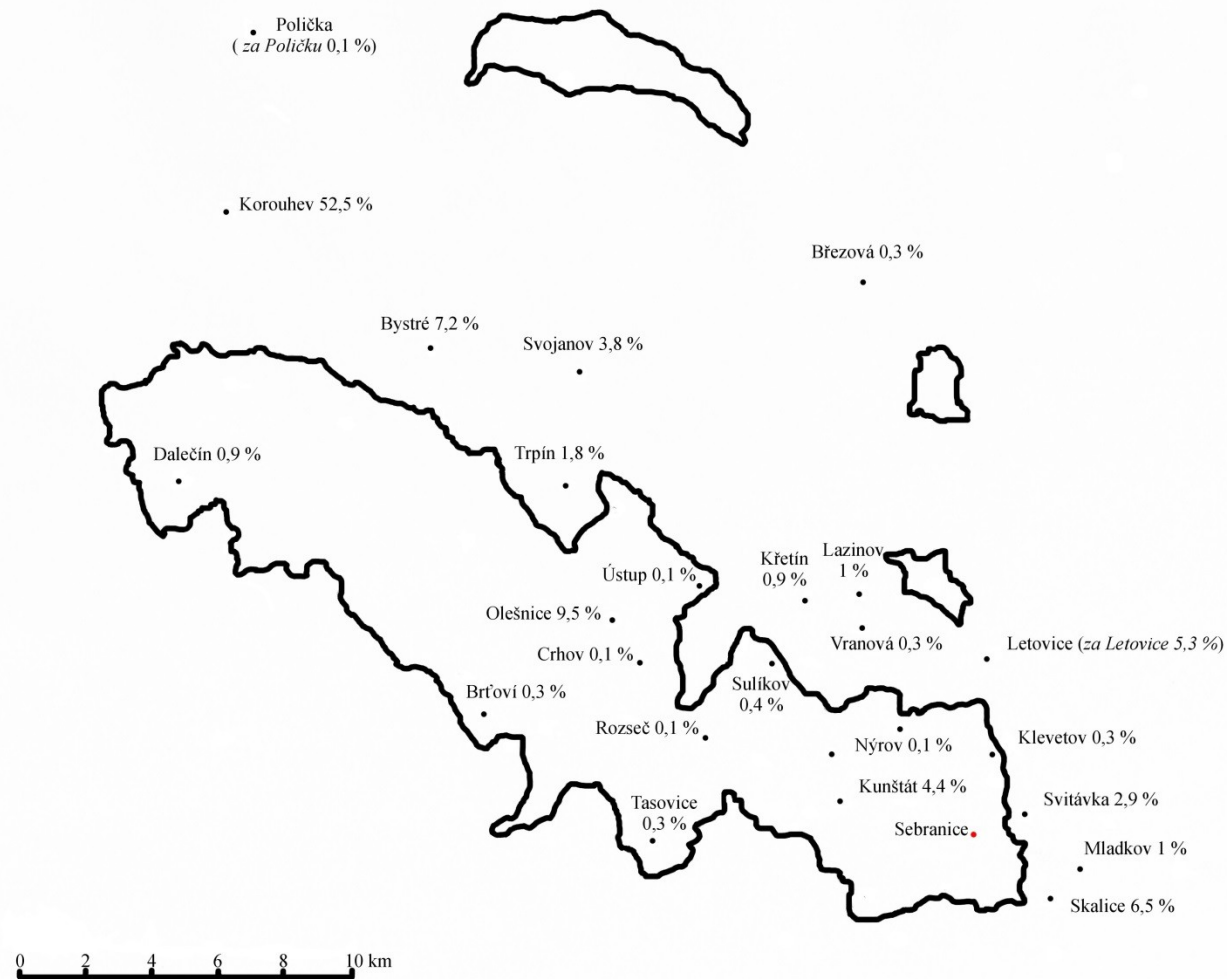 Polička
( za Poličku 0,1 %)
Korouhev 52,5 %
Březová 0,3 %
Bystré 7,2 %
Svojanov 3,8 %
Dalečín 0,9 %
Trpín 1,8 %
Ústup 0,1 %
Křetín
0,9 %
Lazinov
1 %
Olešnice 9,5 %
Vranová 0,3 %
Letovice (za Letovice 5,3 %)
Crhov 0,1 %
Sulíkov
0,4 %
Brťoví 0,3 %
Rozseč 0,1 %
Nýrov 0,1 %
Klevetov 0,3 %
Kunštát 4,4 %
Svitávka 2,9 %
Tasovice
0,3 %
Sebranice
Mladkov 1 %
Skalice 6,5 %
0 2 4 6 8 10 km